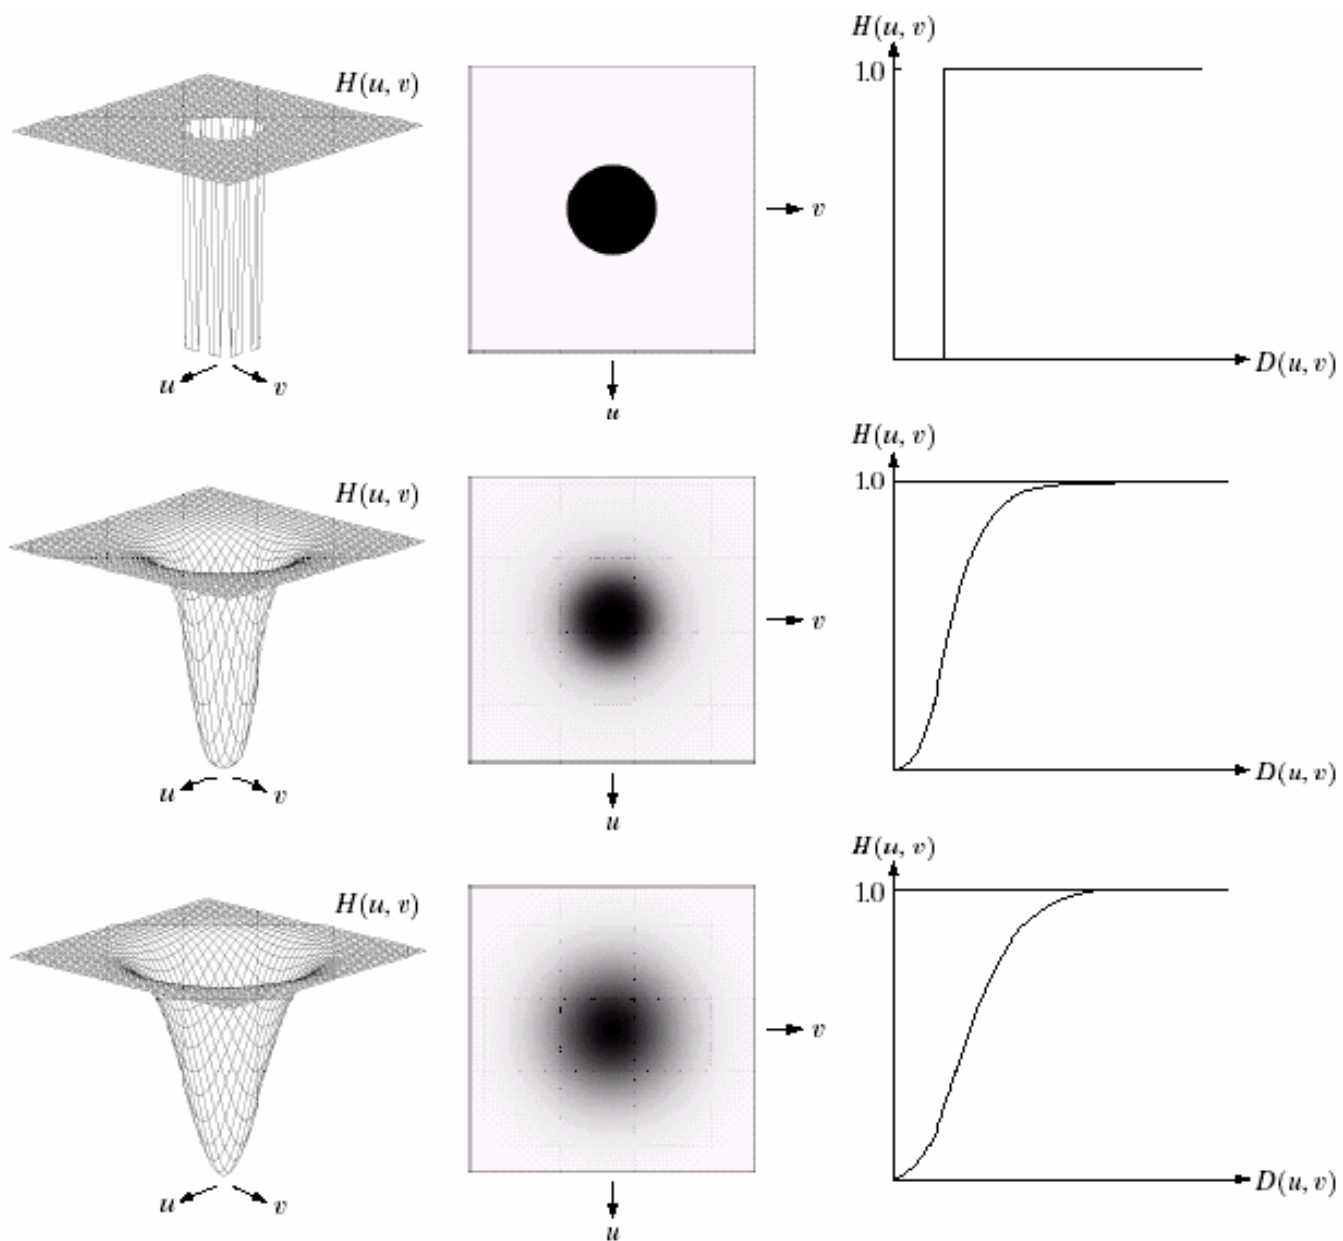 H(u, v)
H(u, v)
1.0
v
D(u, v)
u
v
u
H(u, v)
H(u, v)
1.0
v
D(u, v)
u
v
u
H(u, v)
H(u, v)
1.0
v
D(u, v)
u
v
u